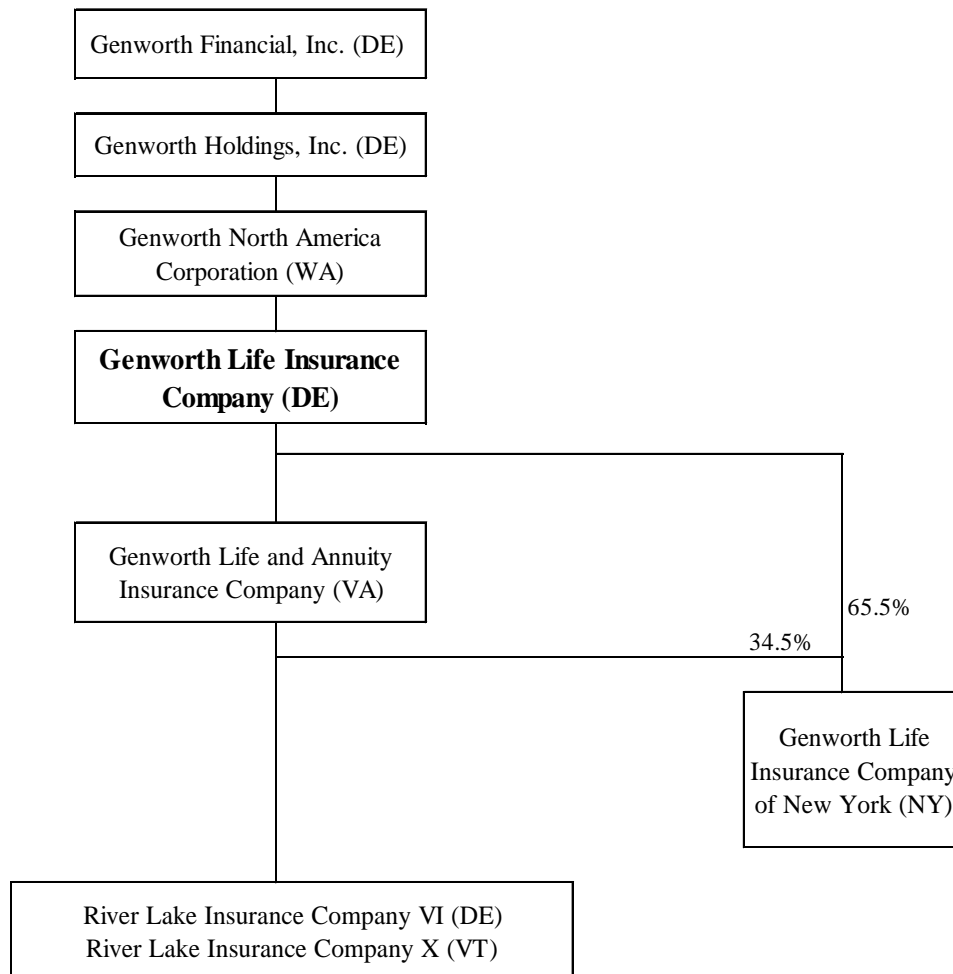 Genworth Financial, Inc. (DE)
Genworth Holdings, Inc. (DE)
Genworth North America
Corporation (WA)
Genworth Life Insurance
Company (DE)
Genworth Life and Annuity
Insurance Company (VA)
65.5%
34.5%
Genworth Life
Insurance Company
of New York (NY)
River Lake Insurance Company VI (DE)
River Lake Insurance Company X (VT)